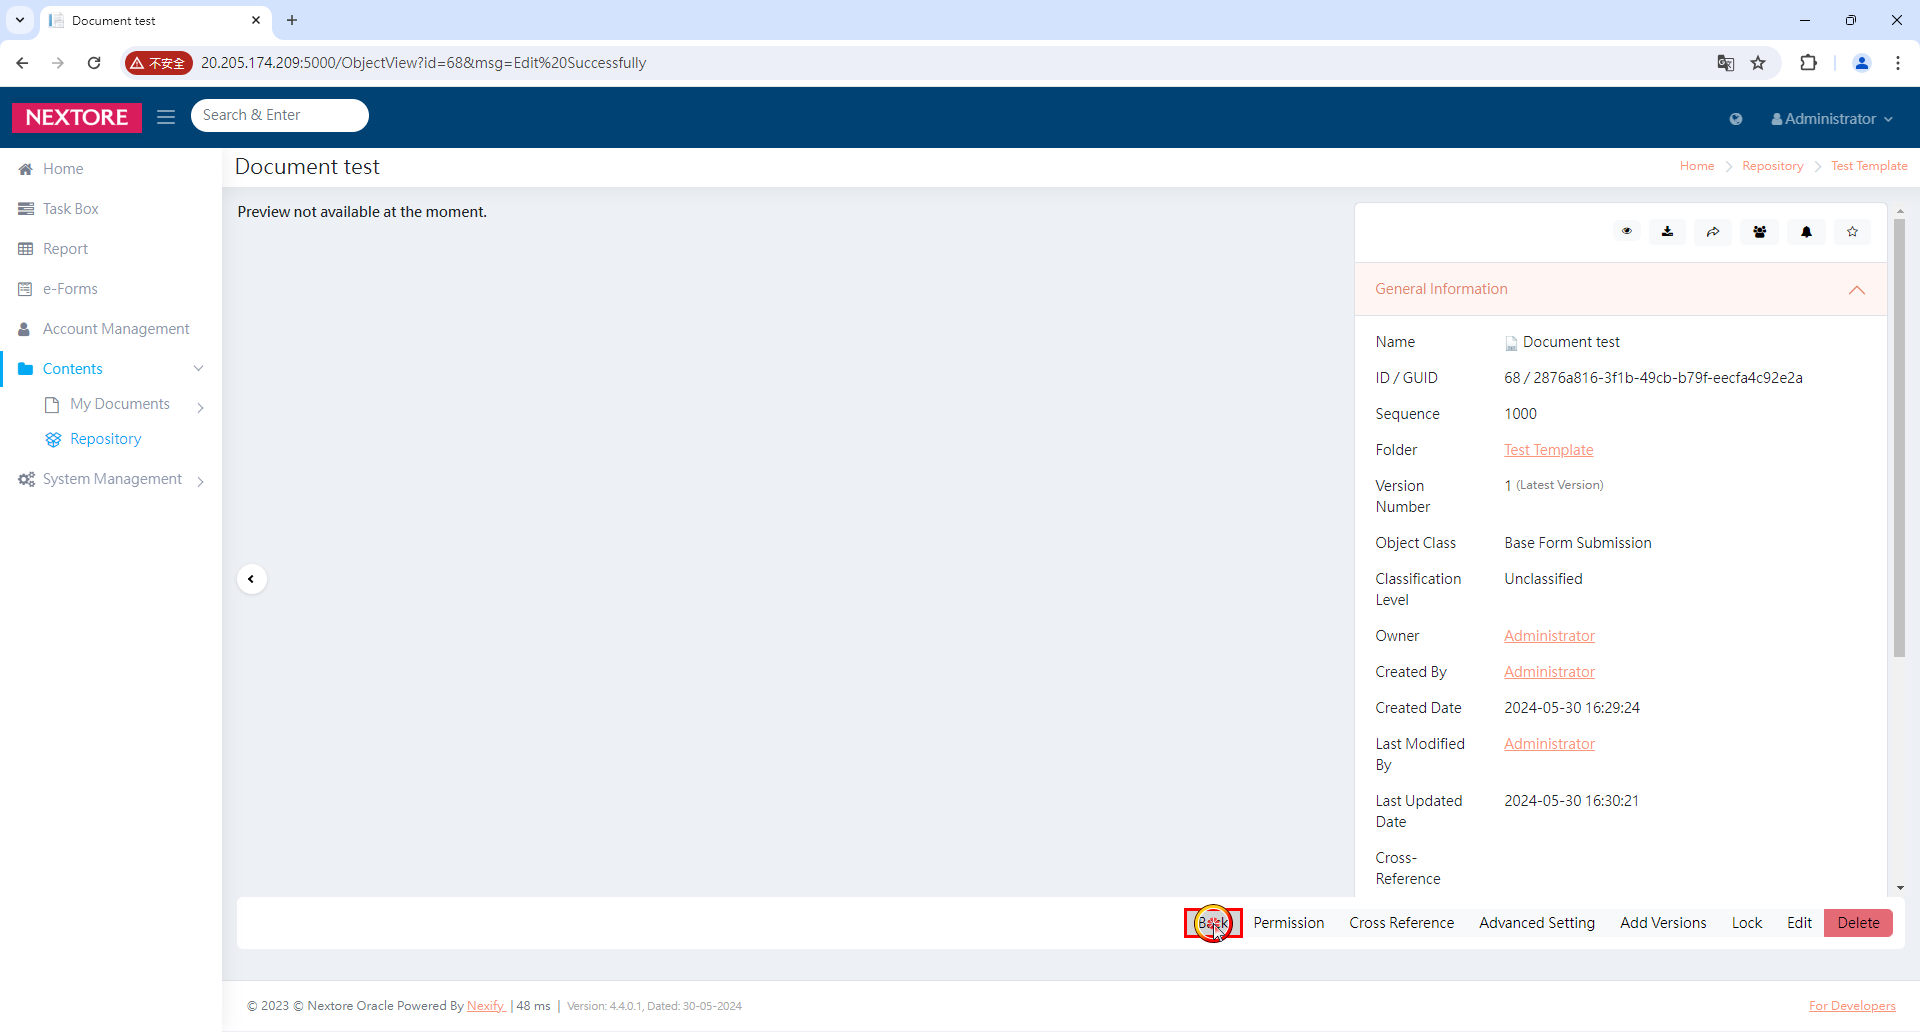 Document test
不安全
20.205.174.209:5000/ObjectView?id=68&msg=Edit%20Successfully
NEXTORE
Search & Enter
Administrator
Home
Task Box
Report
e-Forms
Account Management
Contents
My Documents
Repository
System Management
Document test
Home
Repository
Test Template
Preview not available at the moment.
General Information
Name
Document test
ID / GUID
68 / 2876a816-3f1b-49cb-b79f-eecfa4c92e2a
Sequence
1000
Folder
Test Template
Version
Number
1 (Latest Version)
Object Class
Base Form Submission
Classification
Level
Unclassified
Owner
Administrator
Created By
Administrator
Created Date
2024-05-30 16:29:24
Last Modified
By
Administrator
Last Updated
Date
2024-05-30 16:30:21
Cross-
Reference
Back
Permission
Cross Reference
Advanced Setting
Add Versions
Lock
Edit
Delete
© 2023 © Nextore Oracle Powered By Nexify | 48 ms | Version: 4.4.0.1, Dated: 30-05-2024
For Developers